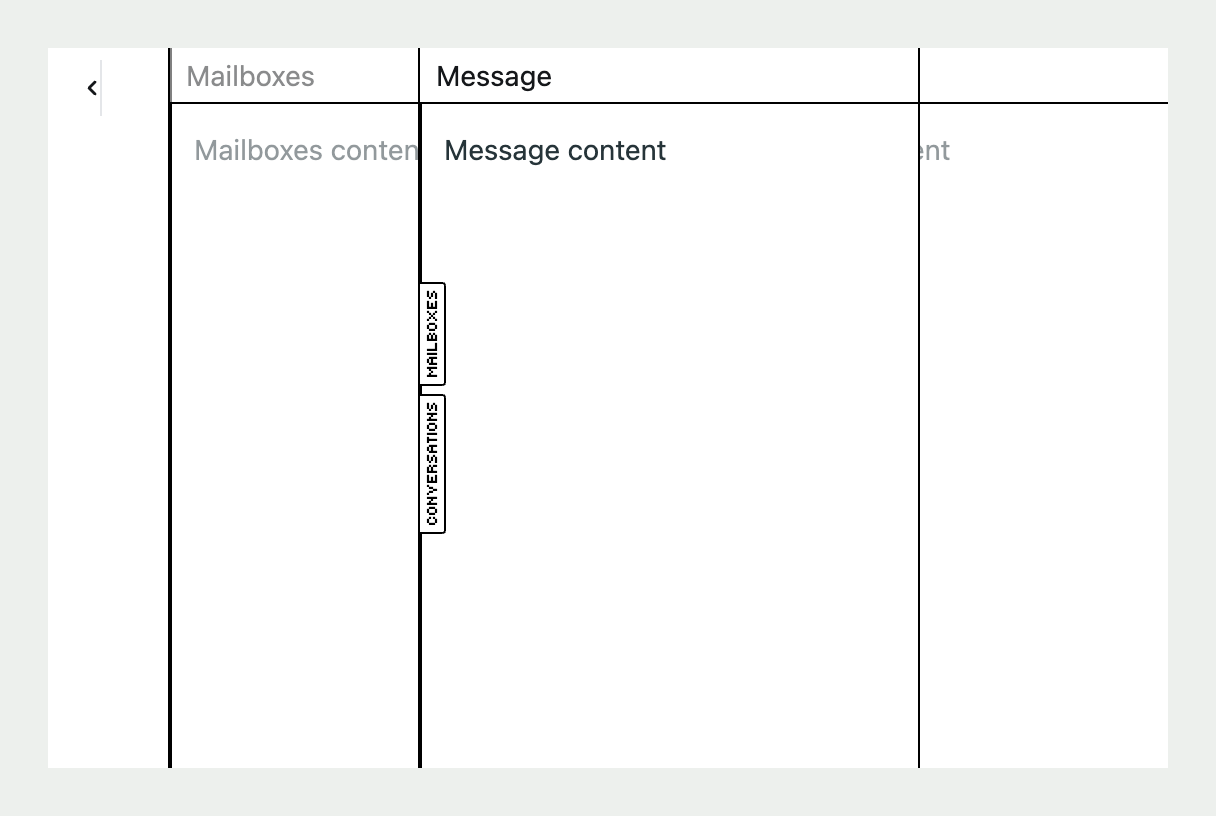 Mailboxes
Message
Mailboxes conten
Message content
ent
MAILBOXES
CONVERSATIONS